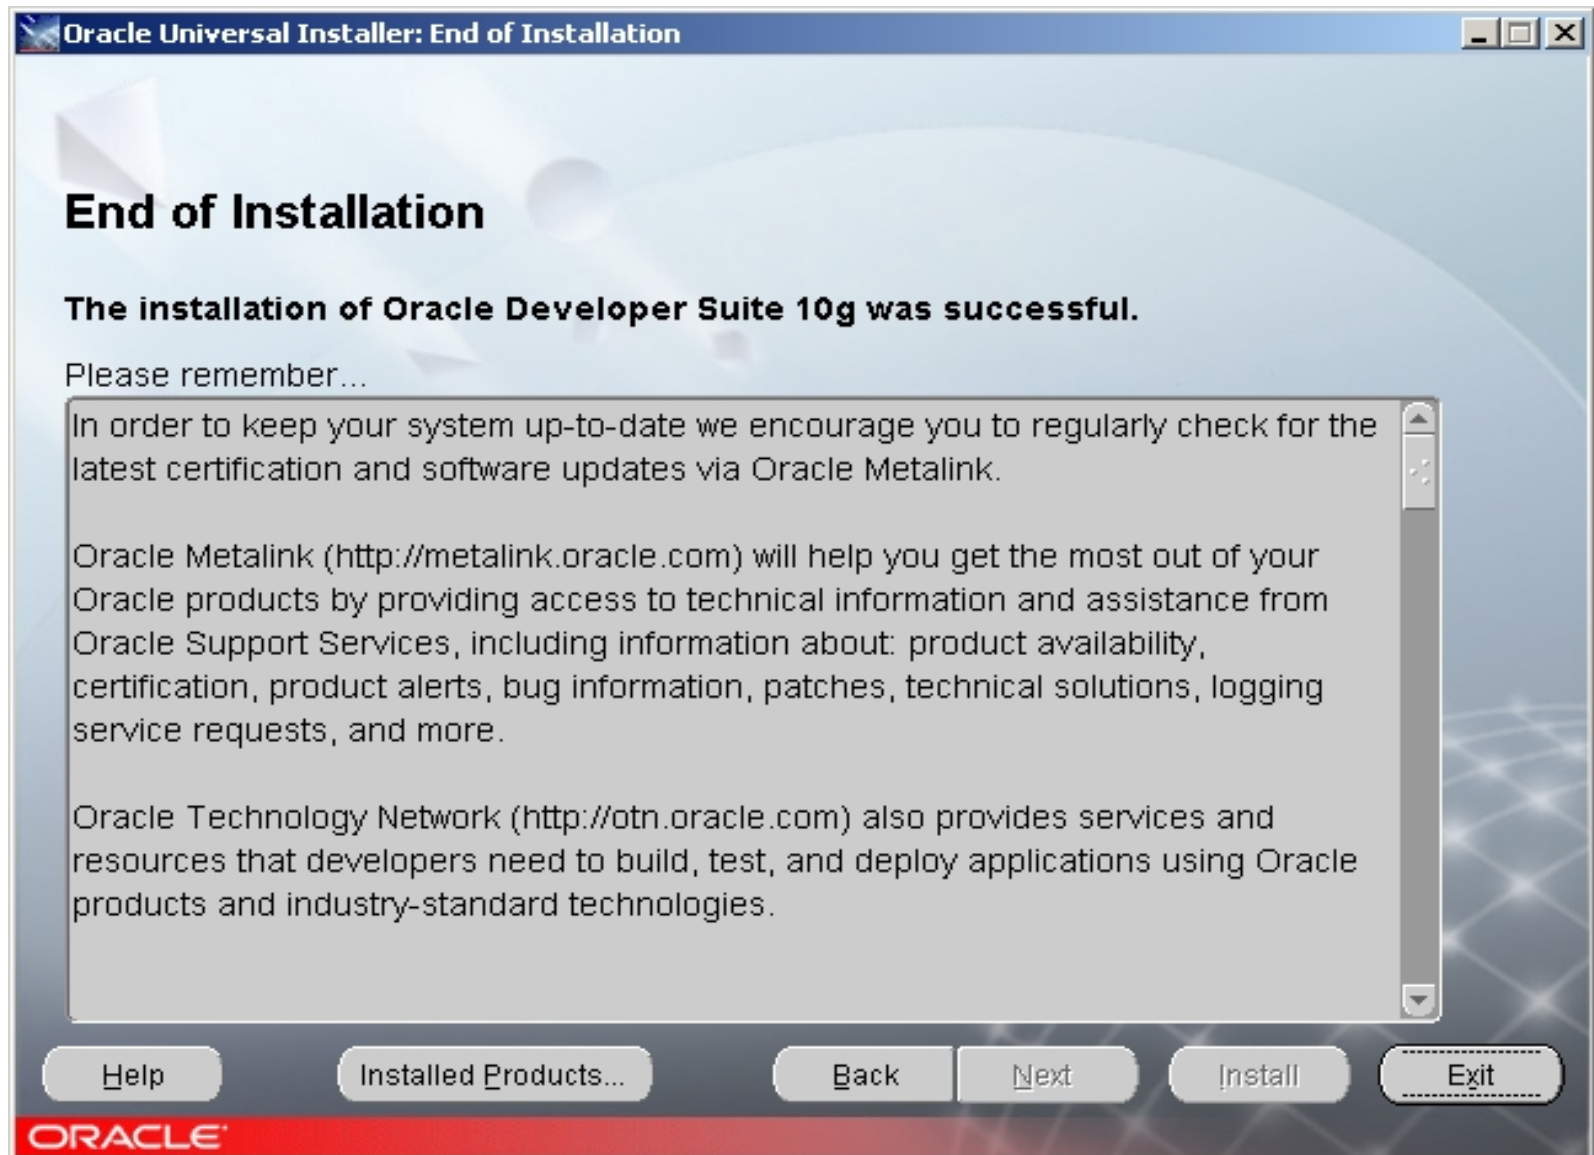 Oracle Universal Installer: End of Installation
End of Installation
The installation of Oracle Developer Suite 10g was successful.
Please remember...
In order to keep your system up-to-date we encourage you to regularly check for the
latest certification and software updates via Oracle Metalink.
Oracle Metalink (http://metalink.oracle.com) will help you get the most out of your
Oracle products by providing access to technical information and assistance from
Oracle Support Services, including information about: product availability,
certification, product alerts, bug information, patches, technical solutions, logging
service requests, and more.
Oracle Technology Network (http://otn.oracle.com) also provides services and
resources that developers need to build, test, and deploy applications using Oracle
products and industry-standard technologies.
Help Installed Products... Back Next Install Exit
ORACLE